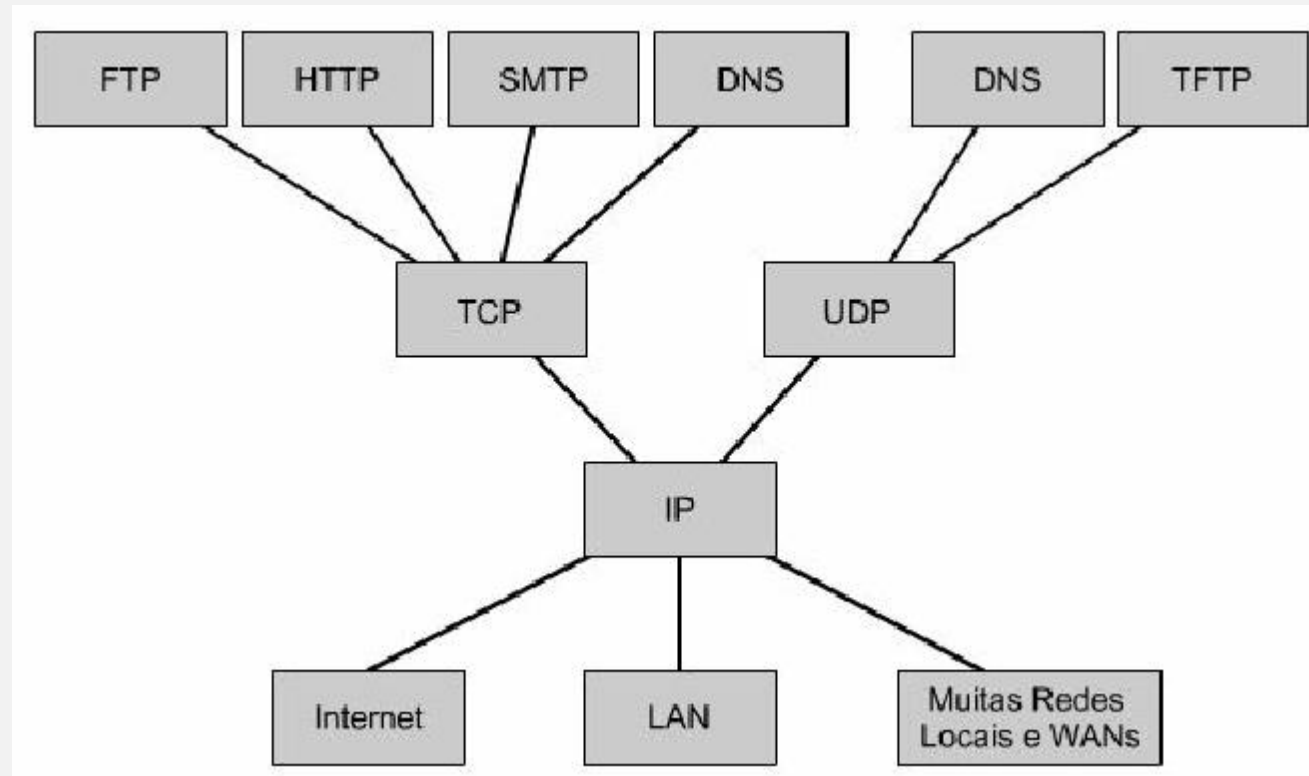 FTP
HTTP
SMTP
DNS
DNS
TFTP
TCP
UDP
IP
Internet
LAN
Muitas Redes
Locais e WANs